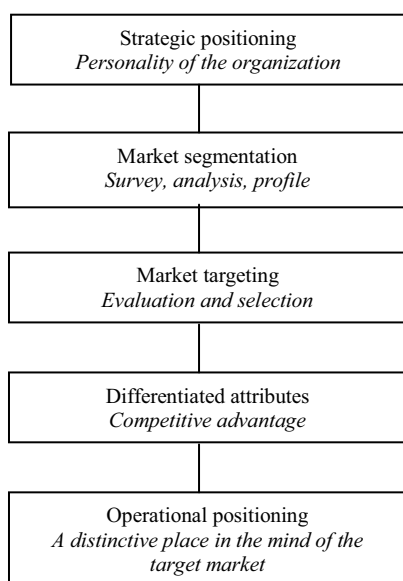 Strategic positioning
Personality of the organization
Market segmentation
Survey, analysis, profile
Market targeting
Evaluation and selection
Differentiated attributes
Competitive advantage
Operational positioning
A distinctive place in the mind of the
target market